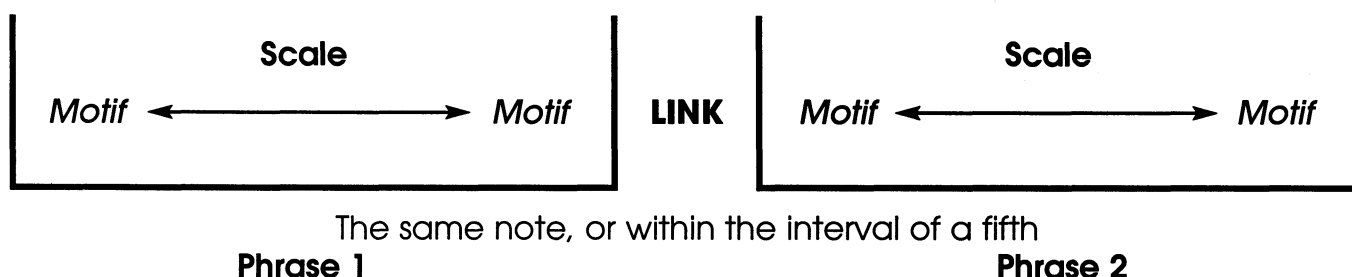 Scale Scale
Motif Motif LINK Motif Motif
The same note, or within the interval of a fifth
Phrase 1 Phrase 2